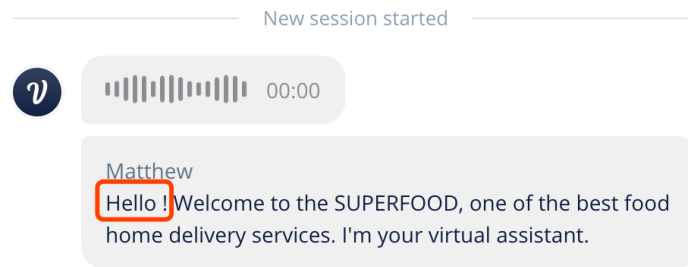 New session started
00:00
Matthew
Hello ! Welcome to the SUPERFOOD, one of the best food
home delivery services. I'm your virtual assistant.